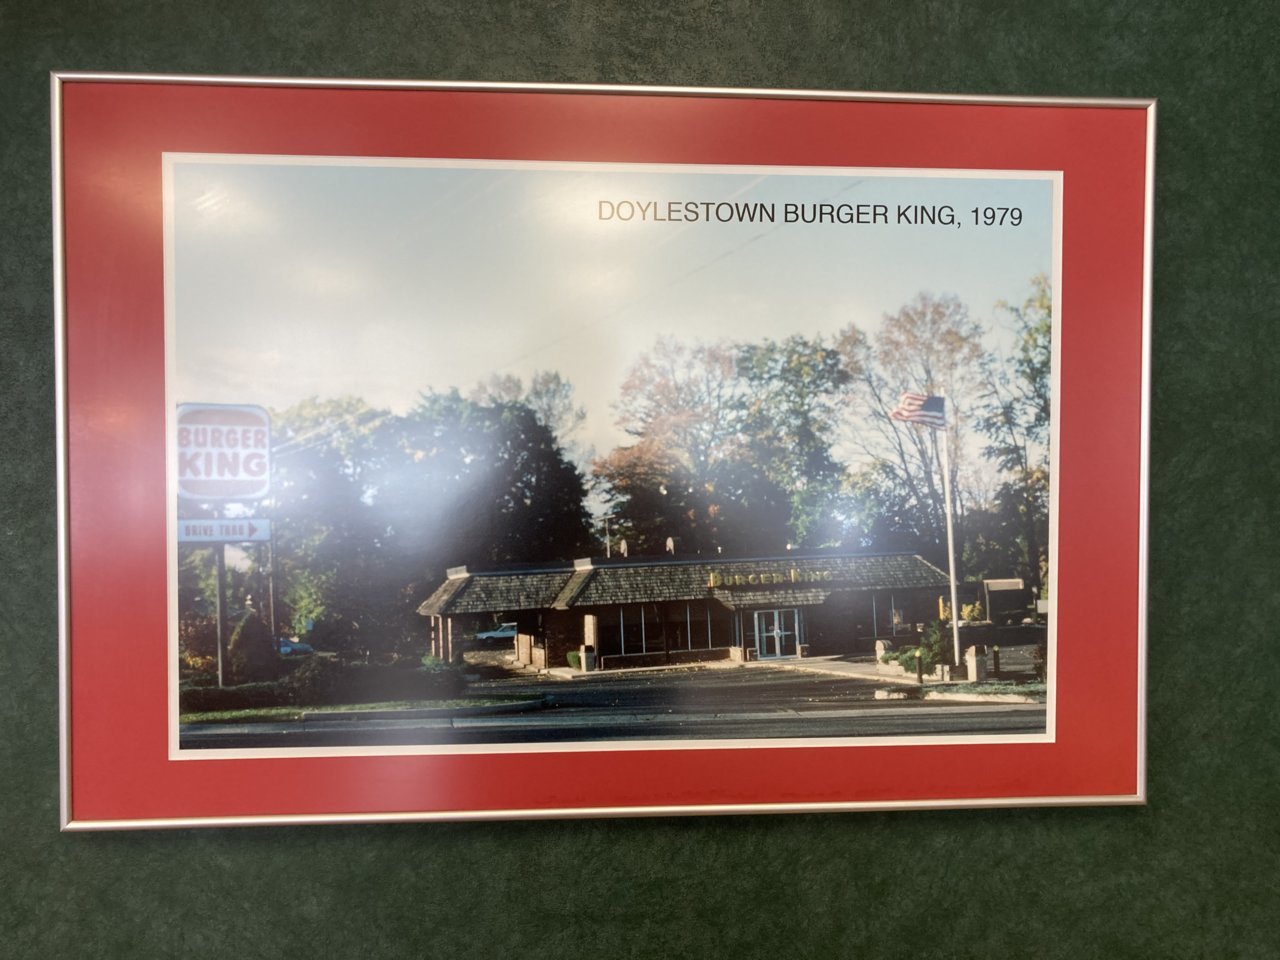 DOYLESTOWN BURGER KING, 1979
BURGER
KING
DRIVE THRU
BURGER KING